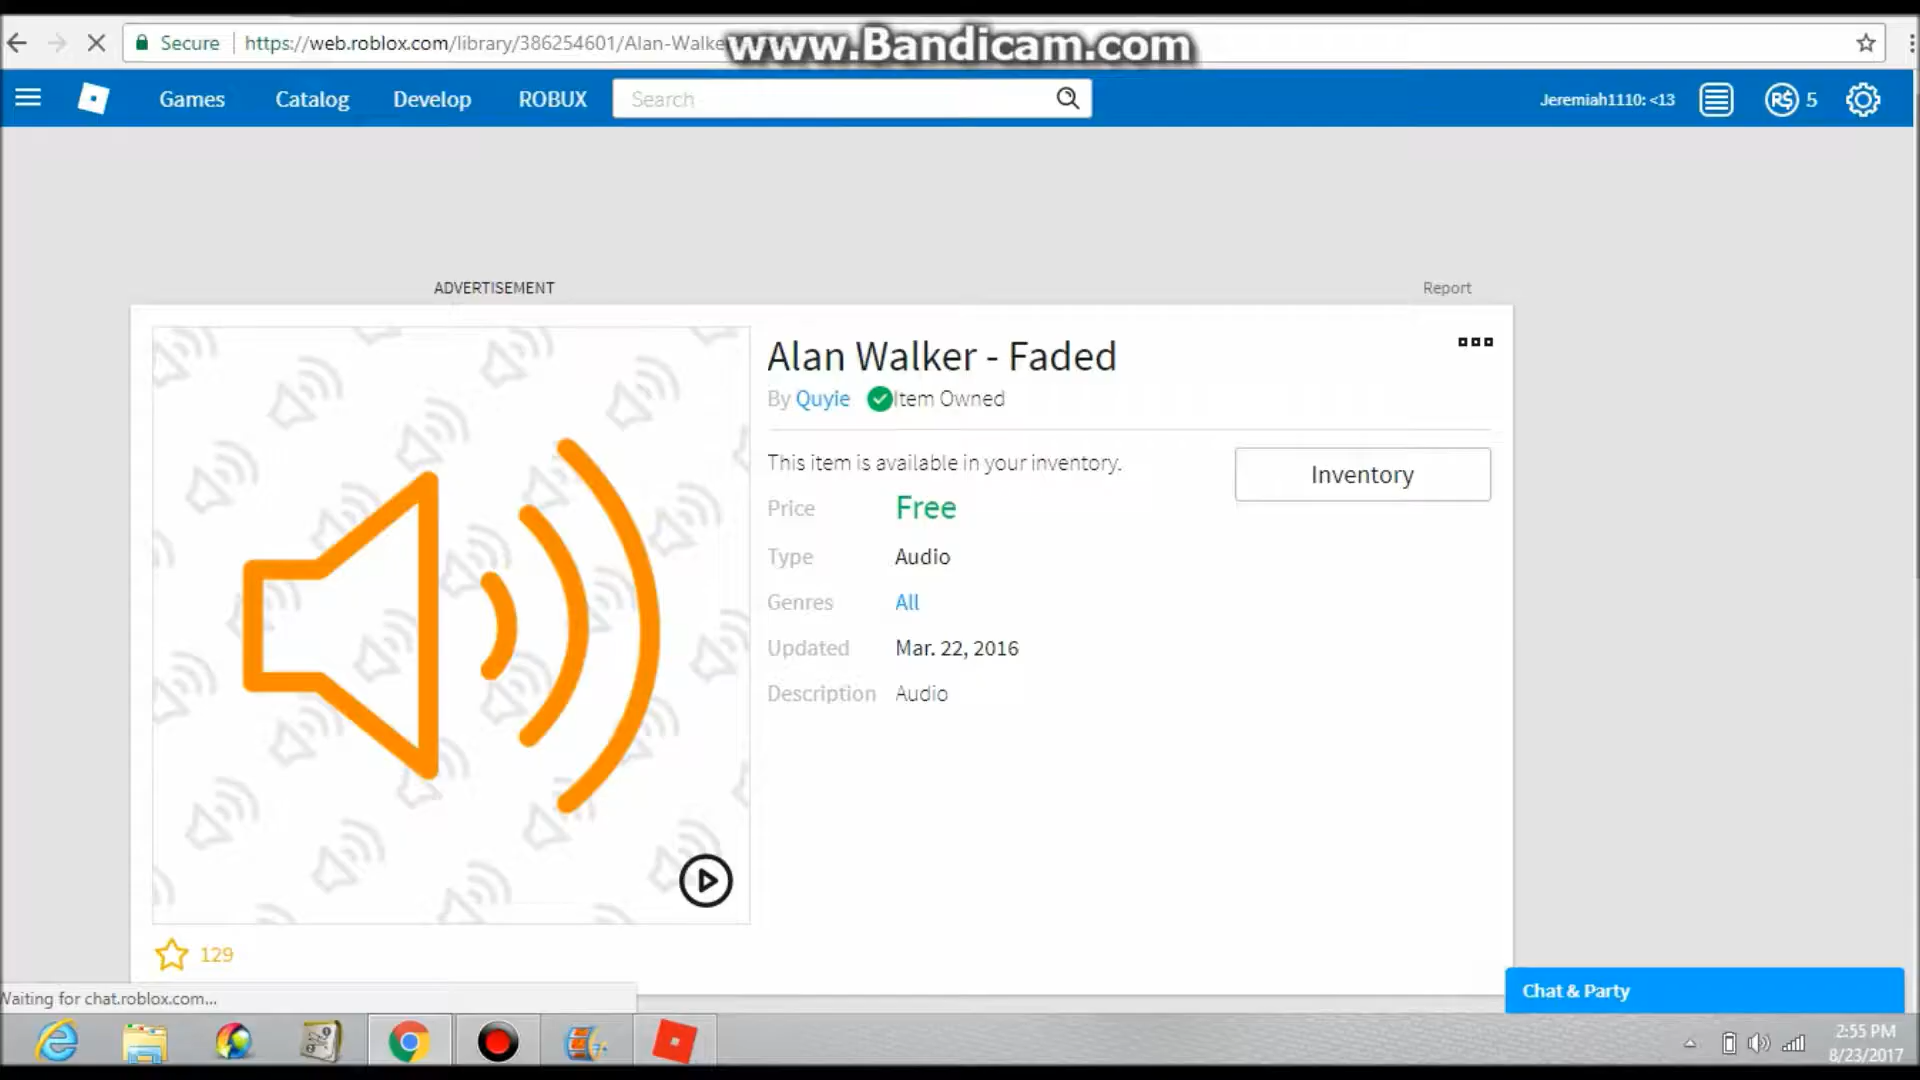 Secure
https://web.roblox.com/library/386254601/Alan-Walke
www.Bandicam.com
Games
Catalog
Develop
ROBUX
Search
Jeremiah1110: <13
R$ 5
ADVERTISEMENT
Report
Alan Walker - Faded
By Quyie Item Owned
This item is available in your inventory.
Inventory
Price Free
Type Audio
Genres All
Updated Mar. 22, 2016
Description Audio
129
Waiting for chat.roblox.com...
Chat & Party
2:55 PM
8/23/2017